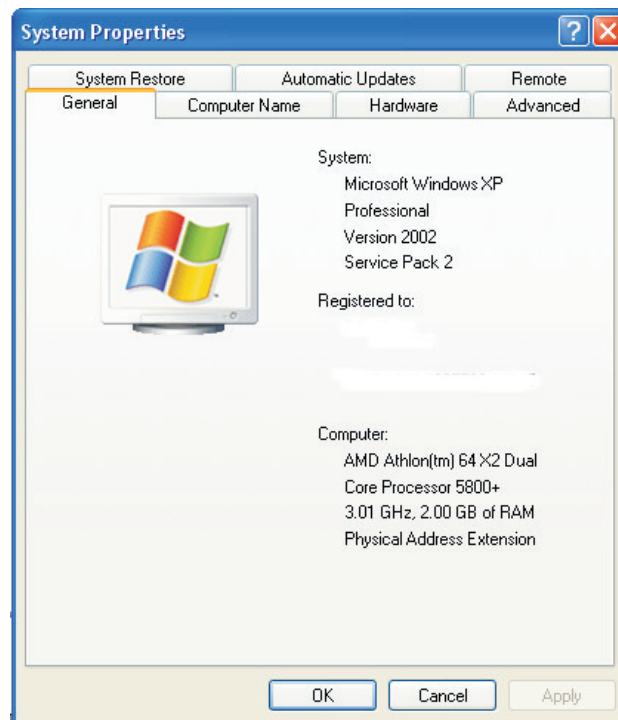 System Properties
System Restore Automatic Updates Remote
General Computer Name Hardware Advanced
System:
Microsoft Windows XP
Professional
Version 2002
Service Pack 2
Registered to:
Computer:
AMD Athlon(tm) 64 X2 Dual
Core Processor 5800+
3.01 GHz, 2.00 GB of RAM
Physical Address Extension
OK Cancel Apply